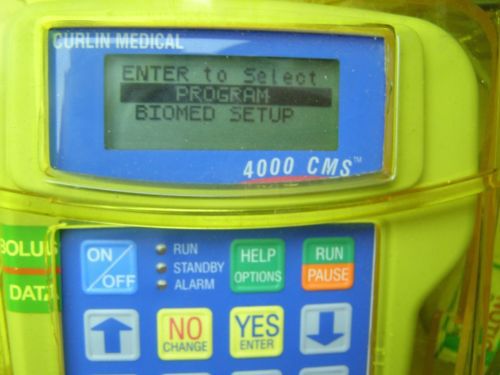 CURLIN MEDICAL
ENTER to Select
PROGRAM
BIOMED SETUP
4000 CMS™
BOLUS
DATA
ON/OFF
RUN
STANDBY
ALARM
HELP
OPTIONS
RUN
PAUSE
NO
CHANGE
YES
ENTER